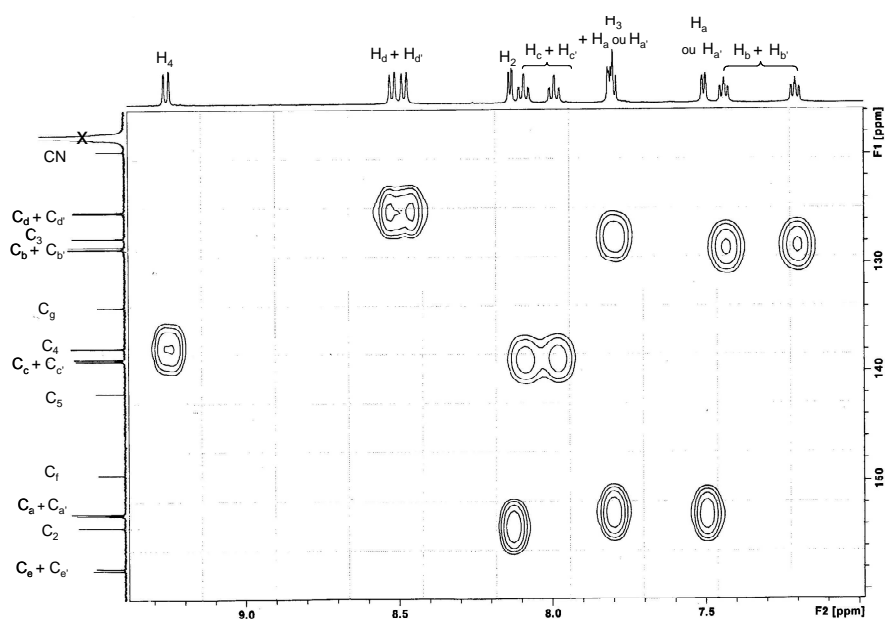 H4
Hd + Hd'
H2
Hc + Hc'
H3
+ Ha ou Ha'
Ha
ou Ha'
Hb + Hb'
X
CN
Cd + Cd'
C3
Cb + Cb'
Cg
C4
Cc + Cc'
C5
Cf
Ca + Ca'
C2
Ce + Ce'
F1 [ppm]
130
140
150
9.0
8.5
8.0
7.5
F2 [ppm]